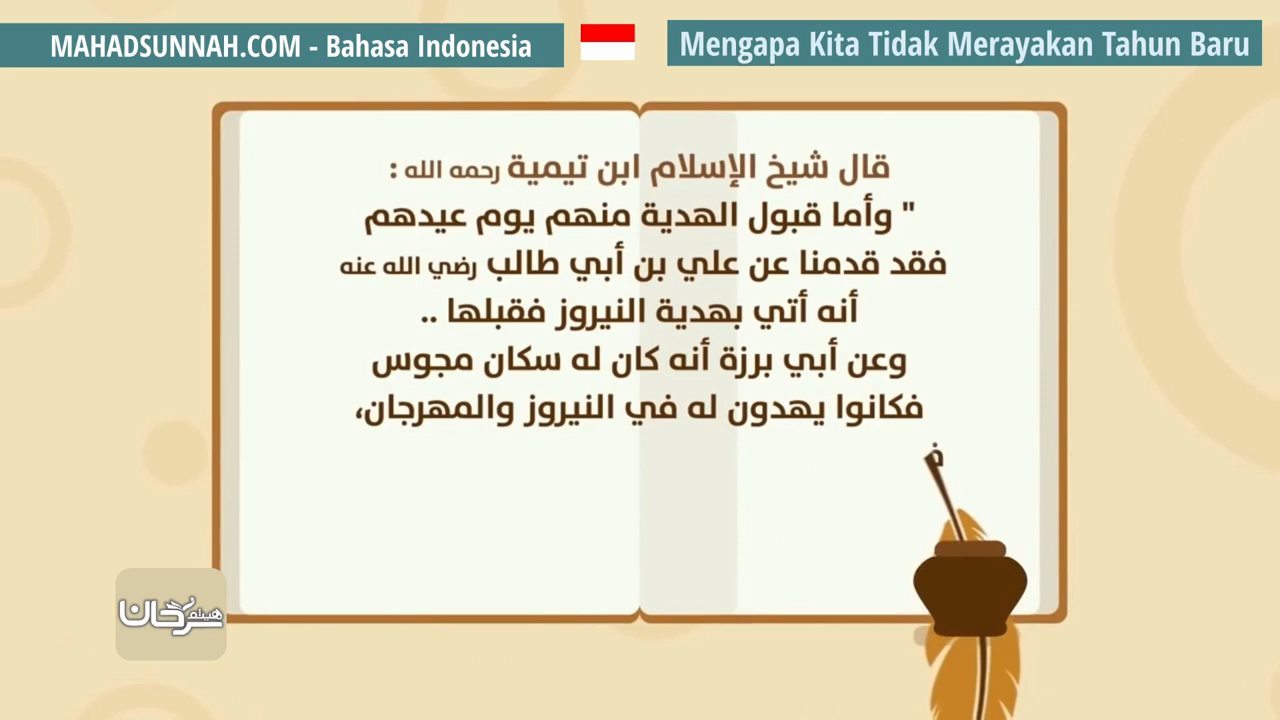 MAHADSUNNAH.COM - Bahasa Indonesia
Mengapa Kita Tidak Merayakan Tahun Baru
قال شيخ الإسلام ابن تيمية رحمه الله :
" وأما قبول الهدية منهم يوم عيدهم
فقد قدمنا عن علي بن أبي طالب رضي الله عنه
أنه أتي بهدية النيروز فقبلها ..
وعن أبي برزة أنه كان له سكان مجوس
فكانوا يهدون له في النيروز والمهرجان،
هيثم سرحان